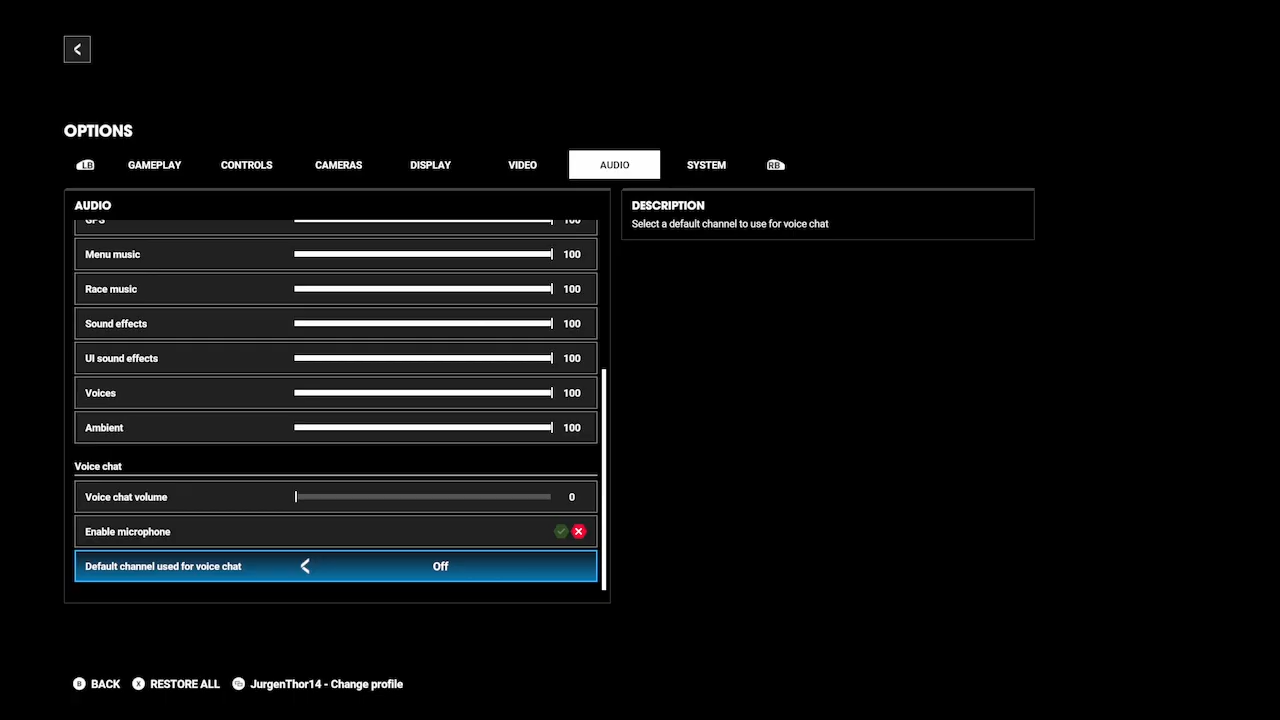 OPTIONS
LB GAMEPLAY CONTROLS CAMERAS DISPLAY VIDEO AUDIO SYSTEM RB
AUDIO
GPS 100
Menu music 100
Race music 100
Sound effects 100
UI sound effects 100
Voices 100
Ambient 100
Voice chat
Voice chat volume 0
Enable microphone
Default channel used for voice chat Off
DESCRIPTION
Select a default channel to use for voice chat
B BACK X RESTORE ALL JurgenThor14 - Change profile